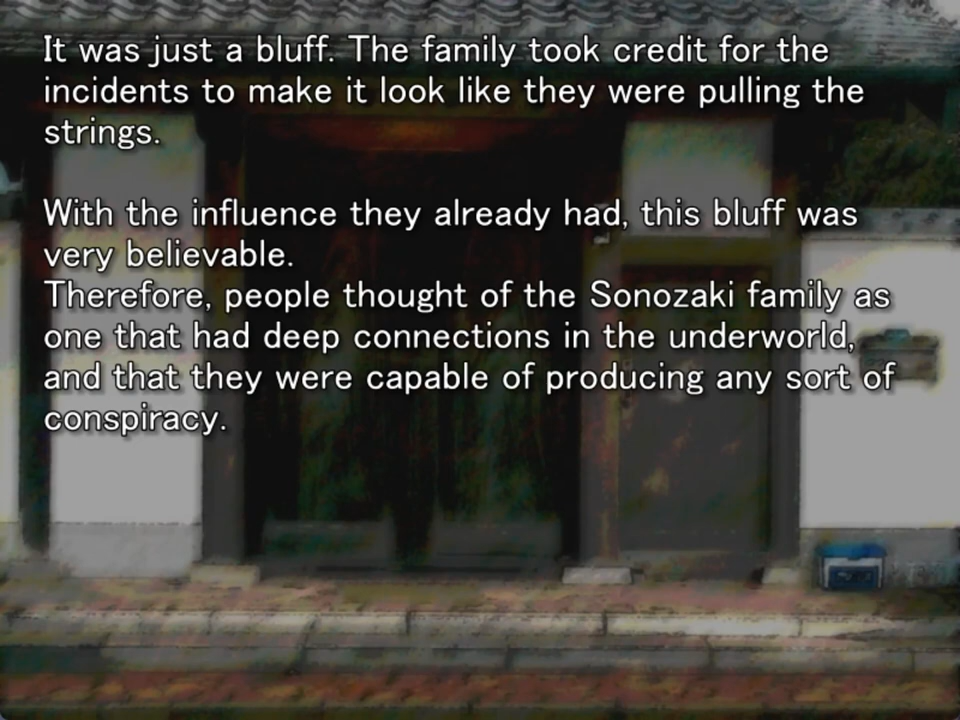 It was just a bluff. The family took credit for the
incidents to make it look like they were pulling the
strings.
With the influence they already had, this bluff was
very believable.
Therefore, people thought of the Sonozaki family as
one that had deep connections in the underworld,
and that they were capable of producing any sort of
conspiracy.